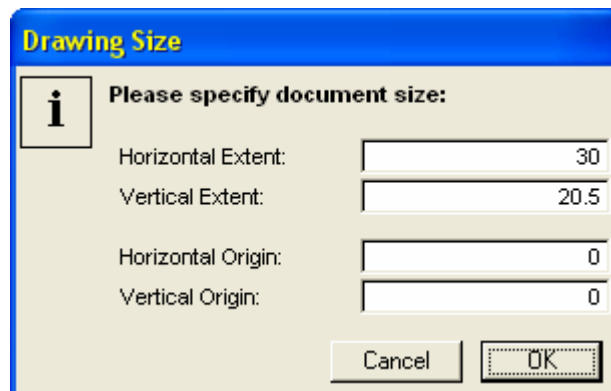 Drawing Size
i Please specify document size:
Horizontal Extent: 30
Vertical Extent: 20.5
Horizontal Origin: 0
Vertical Origin: 0
Cancel OK